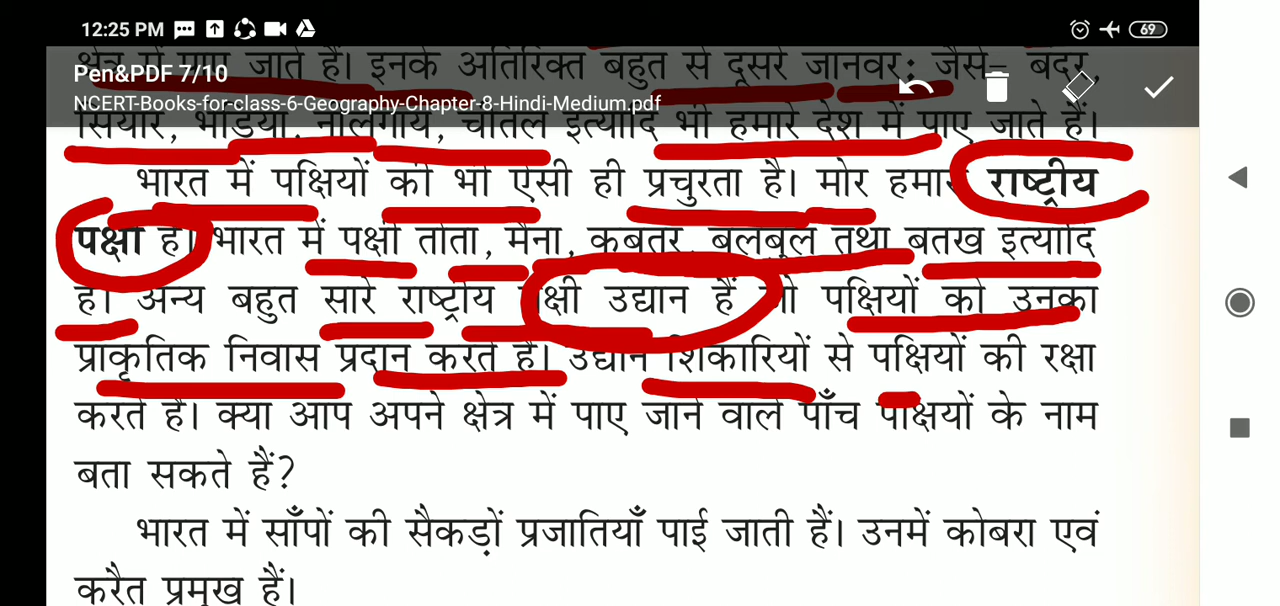 12:25 PM 69
क्षेत्र में पाए जाते हैं। इनके अतिरिक्त बहुत से दूसरे जानवर; जैसे– बंदर,
Pen&PDF 7/10
NCERT-Books-for-class-6-Geography-Chapter-8-Hindi-Medium.pdf
सियार, भेड़िया, नीलगाय, चीतल इत्यादि भी हमारे देश में पाए जाते हैं।
भारत में पक्षियों की भी ऐसी ही प्रचुरता है। मोर हमारा राष्ट्रीय
पक्षी है। भारत में पक्षी तोता, मैना, कबूतर, बुलबुल तथा बतख इत्यादि
हैं। अन्य बहुत सारे राष्ट्रीय पक्षी उद्यान हैं जो पक्षियों को उनका
प्राकृतिक निवास प्रदान करते हैं। उद्यान शिकारियों से पक्षियों की रक्षा
करते हैं। क्या आप अपने क्षेत्र में पाए जाने वाले पाँच पक्षियों के नाम
बता सकते हैं?
भारत में साँपों की सैकड़ों प्रजातियाँ पाई जाती हैं। उनमें कोबरा एवं
करैत प्रमुख हैं।